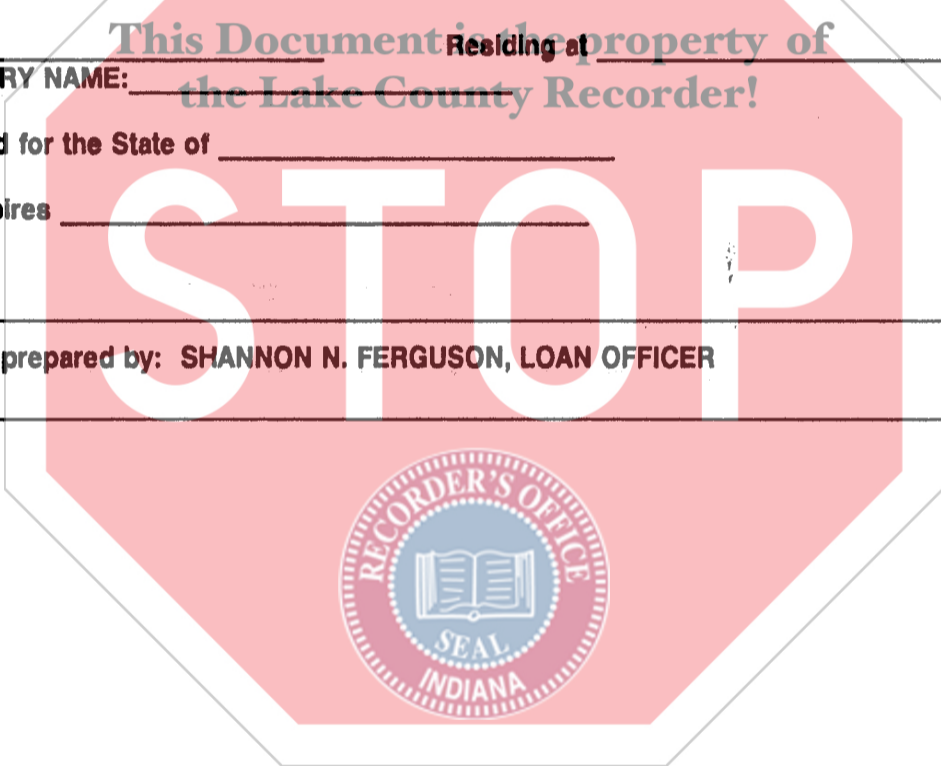 This Document is the property of
the Lake County Recorder!
Residing at
RY NAME:
d for the State of
ires
STOP
prepared by: SHANNON N. FERGUSON, LOAN OFFICER
RECORDER'S OFFICE
SEAL
INDIANA